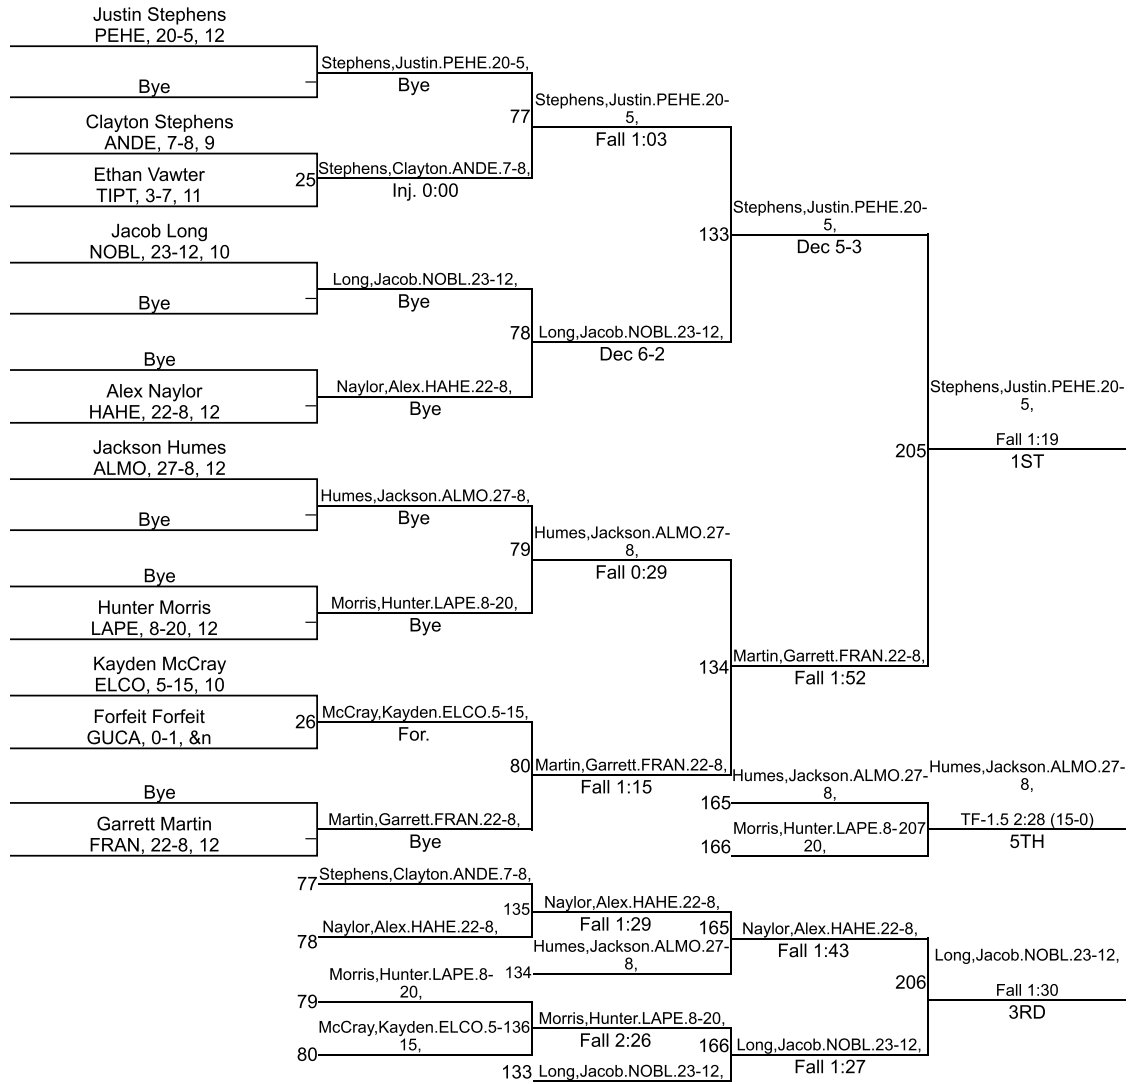 Justin Stephens
PEHE, 20-5, 12
Bye
Stephens,Justin.PEHE.20-5,
Bye
Clayton Stephens
ANDE, 7-8, 9
Ethan Vawter
TIPT, 3-7, 11
25
Stephens,Clayton.ANDE.7-8,
Inj. 0:00
77
Stephens,Justin.PEHE.20-
5,
Fall 1:03
Jacob Long
NOBL, 23-12, 10
Bye
Long,Jacob.NOBL.23-12,
Bye
Bye
Alex Naylor
HAHE, 22-8, 12
Naylor,Alex.HAHE.22-8,
Bye
78
Long,Jacob.NOBL.23-12,
Dec 6-2
133
Stephens,Justin.PEHE.20-
5,
Dec 5-3
Jackson Humes
ALMO, 27-8, 12
Bye
Humes,Jackson.ALMO.27-8,
Bye
Bye
Hunter Morris
LAPE, 8-20, 12
Morris,Hunter.LAPE.8-20,
Bye
79
Humes,Jackson.ALMO.27-
8,
Fall 0:29
Kayden McCray
ELCO, 5-15, 10
Forfeit Forfeit
GUCA, 0-1, &n
26
McCray,Kayden.ELCO.5-15,
For.
Bye
Garrett Martin
FRAN, 22-8, 12
Martin,Garrett.FRAN.22-8,
Bye
80
Martin,Garrett.FRAN.22-8,
Fall 1:15
134
Martin,Garrett.FRAN.22-8,
Fall 1:52
205
Stephens,Justin.PEHE.20-
5,
Fall 1:19
1ST
165
Humes,Jackson.ALMO.27-
8,
166
Morris,Hunter.LAPE.8-207
20,
Humes,Jackson.ALMO.27-
8,
TF-1.5 2:28 (15-0)
5TH
77
Stephens,Clayton.ANDE.7-8,
78
Naylor,Alex.HAHE.22-8,
135
Naylor,Alex.HAHE.22-8,
Fall 1:29
134
Humes,Jackson.ALMO.27-
8,
165
Naylor,Alex.HAHE.22-8,
Fall 1:43
79
Morris,Hunter.LAPE.8-
20,
80
McCray,Kayden.ELCO.5-136
15,
Morris,Hunter.LAPE.8-20,
Fall 2:26
133
Long,Jacob.NOBL.23-12,
166
Long,Jacob.NOBL.23-12,
Fall 1:27
206
Long,Jacob.NOBL.23-12,
Fall 1:30
3RD